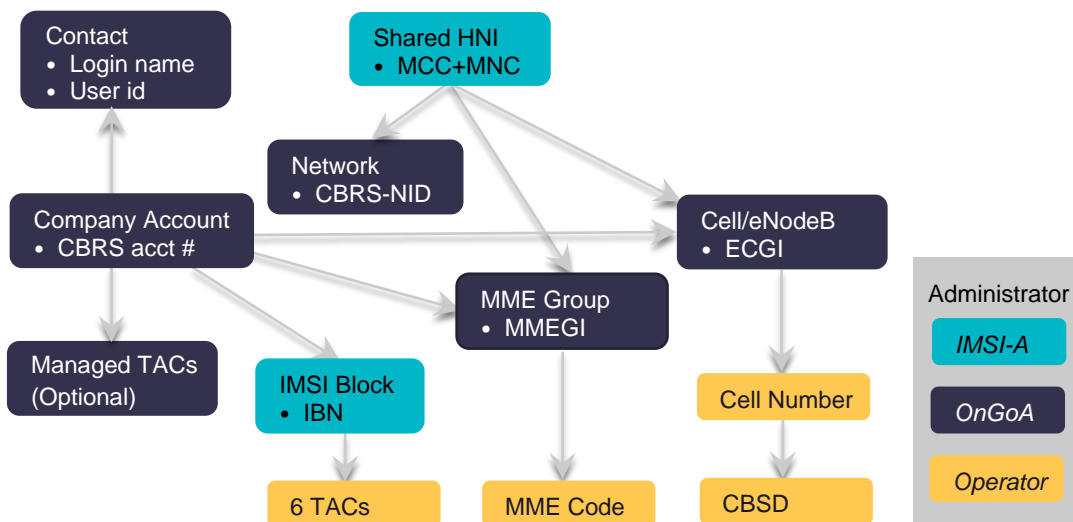 Contact
• Login name
• User id
Shared HNI
• MCC+MNC
Network
• CBRS-NID
Company Account
• CBRS acct #
Cell/eNodeB
• ECGI
MME Group
• MMEGI
Managed TACs
(Optional)
IMSI Block
• IBN
Cell Number
6 TACs
MME Code
CBSD
Administrator
IMSI-A
OnGoA
Operator